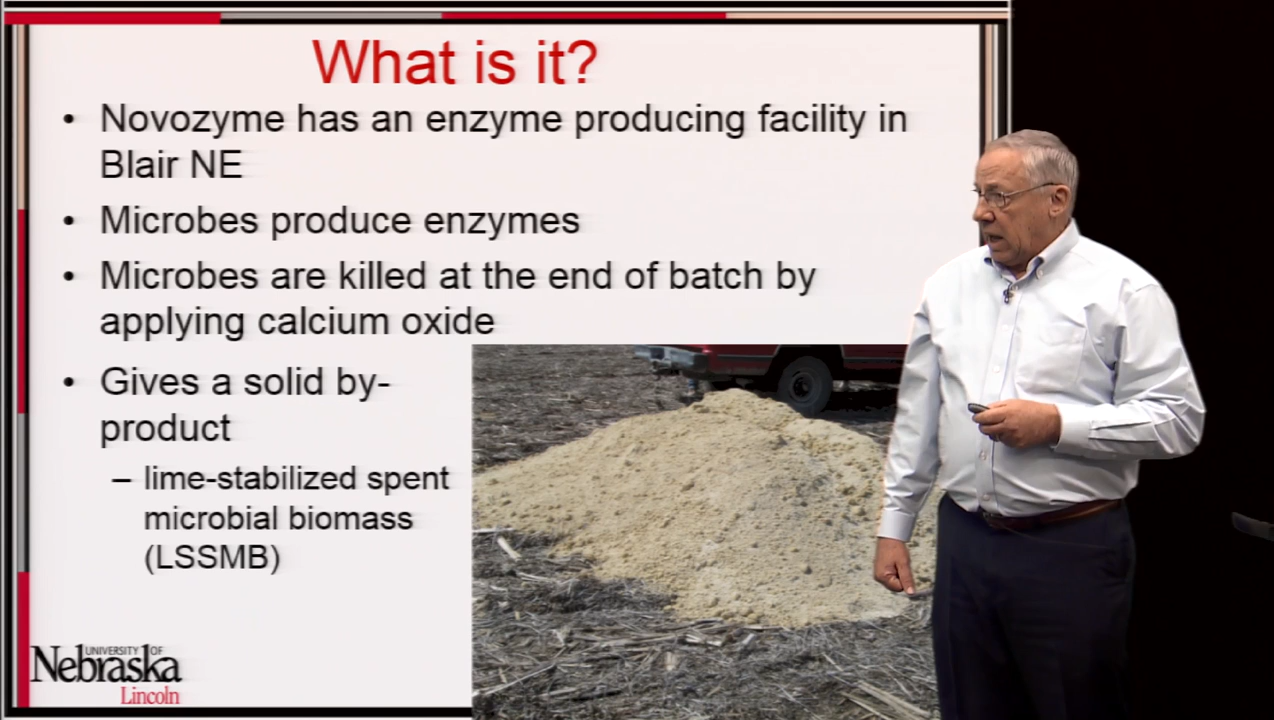 What is it?
• Novozyme has an enzyme producing facility in
Blair NE
• Microbes produce enzymes
• Microbes are killed at the end of batch by
applying calcium oxide
• Gives a solid by-
product
– lime-stabilized spent
microbial biomass
(LSSMB)
UNIVERSITY OF
Nebraska
Lincoln